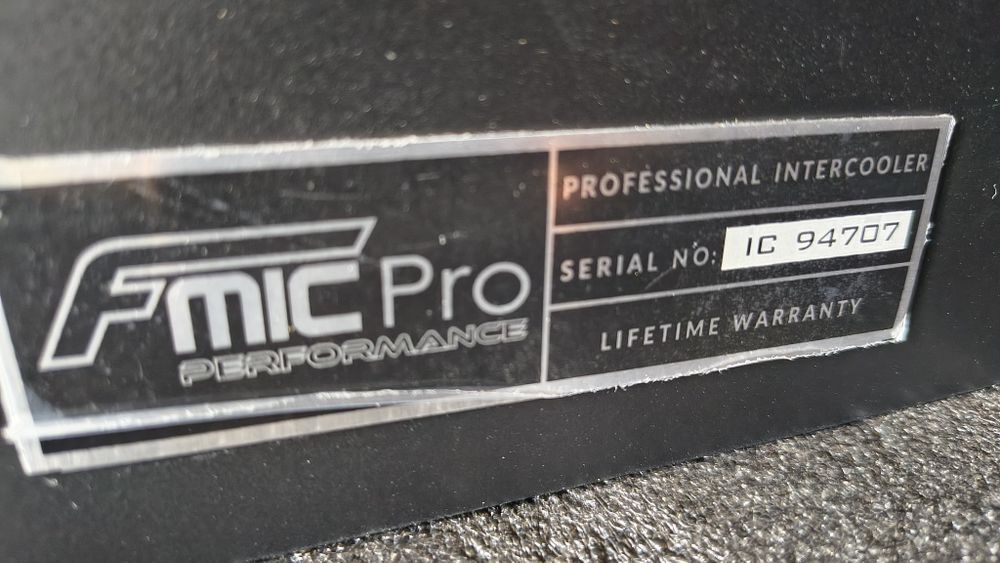 FMIC Pro
PERFORMANCE
PROFESSIONAL INTERCOOLER
SERIAL NO: IC 94707
LIFETIME WARRANTY